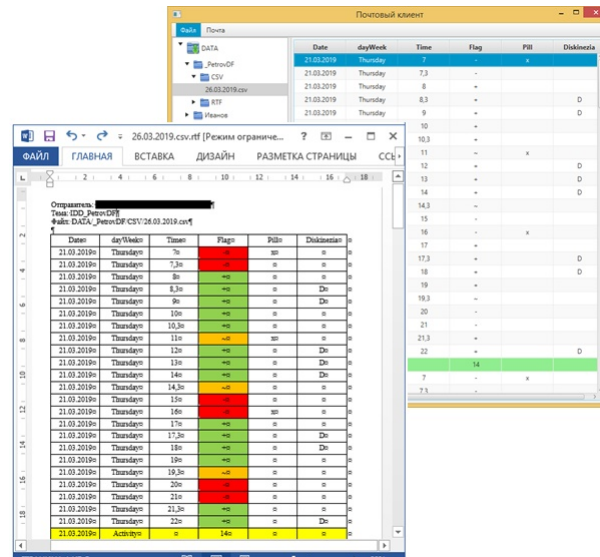 Почтовый клиент
Файл Почта
DATA
_PetrovDF
CSV
26.03.2019.csv
RTF
Иванов
Date dayWeek Time Flag Pill Diskinezia
21.03.2019 Thursday 7 - x
21.03.2019 Thursday 7,3 -
21.03.2019 Thursday 8 +
21.03.2019 Thursday 8,3 + D
21.03.2019 Thursday 9 + D
10 +
10,3 +
11 ~ x
12 + D
13 + D
14 + D
14,3 ~
15 -
16 - x
17 +
17,3 + D
18 + D
19 +
19,3 ~
20 -
21 -
21,3 +
22 + D
14
7 - x
7,3 -
26.03.2019.csv.rtf [Режим ограниче...
ФАЙЛ ГЛАВНАЯ ВСТАВКА ДИЗАЙН РАЗМЕТКА СТРАНИЦЫ ССЫ
2 4 6 8 10 12 14 16 18
Отправитель:
Тема: IDD_PetrovDF¶
Файл: DATA/_PetrovDF/CSV/26.03.2019.csv¶
¶
Date¤ dayWeek¤ Time¤ Flag¤ Pill¤ Diskinezia¤ ¤
21.03.2019¤ Thursday¤ 7¤ -¤ x¤ ¤ ¤
21.03.2019¤ Thursday¤ 7,3¤ -¤ ¤ ¤ ¤
21.03.2019¤ Thursday¤ 8¤ +¤ ¤ ¤ ¤
21.03.2019¤ Thursday¤ 8,3¤ +¤ ¤ D¤ ¤
21.03.2019¤ Thursday¤ 9¤ +¤ ¤ D¤ ¤
21.03.2019¤ Thursday¤ 10¤ +¤ ¤ ¤ ¤
21.03.2019¤ Thursday¤ 10,3¤ +¤ ¤ ¤ ¤
21.03.2019¤ Thursday¤ 11¤ ~¤ x¤ ¤ ¤
21.03.2019¤ Thursday¤ 12¤ +¤ ¤ D¤ ¤
21.03.2019¤ Thursday¤ 13¤ +¤ ¤ D¤ ¤
21.03.2019¤ Thursday¤ 14¤ +¤ ¤ D¤ ¤
21.03.2019¤ Thursday¤ 14,3¤ ~¤ ¤ ¤ ¤
21.03.2019¤ Thursday¤ 15¤ -¤ ¤ ¤ ¤
21.03.2019¤ Thursday¤ 16¤ -¤ x¤ ¤ ¤
21.03.2019¤ Thursday¤ 17¤ +¤ ¤ ¤ ¤
21.03.2019¤ Thursday¤ 17,3¤ +¤ ¤ D¤ ¤
21.03.2019¤ Thursday¤ 18¤ +¤ ¤ D¤ ¤
21.03.2019¤ Thursday¤ 19¤ +¤ ¤ ¤ ¤
21.03.2019¤ Thursday¤ 19,3¤ ~¤ ¤ ¤ ¤
21.03.2019¤ Thursday¤ 20¤ -¤ ¤ ¤ ¤
21.03.2019¤ Thursday¤ 21¤ -¤ ¤ ¤ ¤
21.03.2019¤ Thursday¤ 21,3¤ +¤ ¤ ¤ ¤
21.03.2019¤ Thursday¤ 22¤ +¤ ¤ D¤ ¤
21.03.2019¤ Activity¤ ¤ 14¤ ¤ ¤ ¤